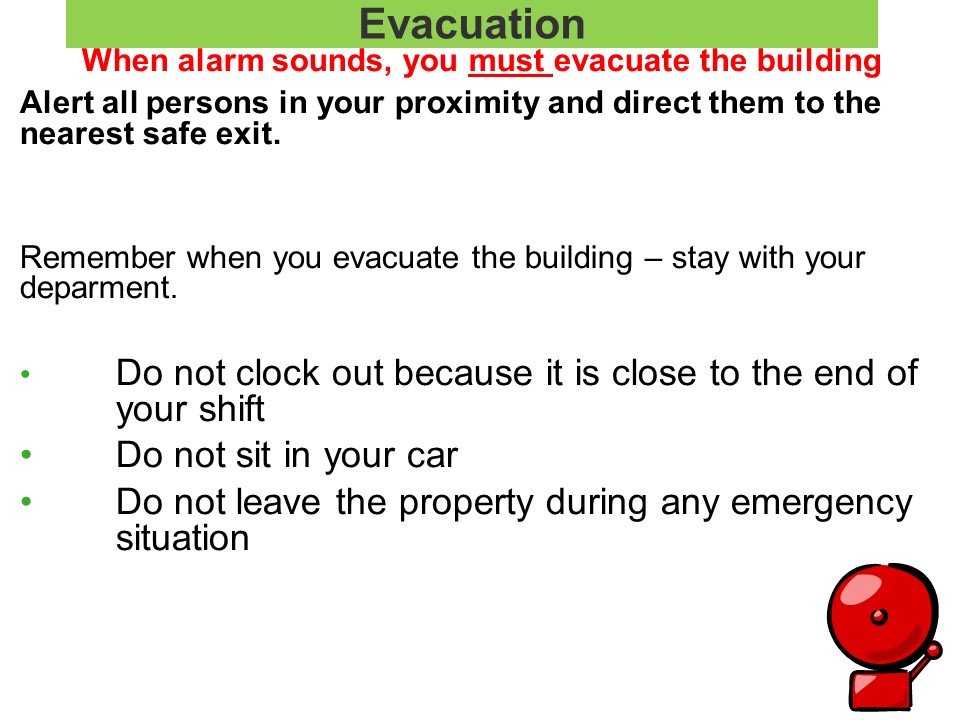 Evacuation
When alarm sounds, you must evacuate the building
Alert all persons in your proximity and direct them to the
nearest safe exit.
Remember when you evacuate the building – stay with your
deparment.
• Do not clock out because it is close to the end of
your shift
• Do not sit in your car
• Do not leave the property during any emergency
situation